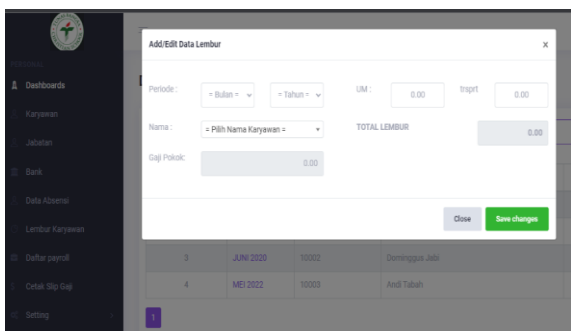 Add/Edit Data Lembur
x
Periode :
= Bulan =
= Tahun =
UM :
0.00
trsprt
0.00
Nama :
= Pilih Nama Karyawan =
TOTAL LEMBUR
0.00
Gaji Pokok:
0.00
Close
Save changes
Dashboards
Karyawan
Jabatan
Bank
Data Absensi
Lembur Karyawan
Daftar payroll
Cetak Slip Gaji
Setting
3 JUNI 2020 10002 Deminggus Jabi
4 MEI 2022 10003 Andi Tabah
1